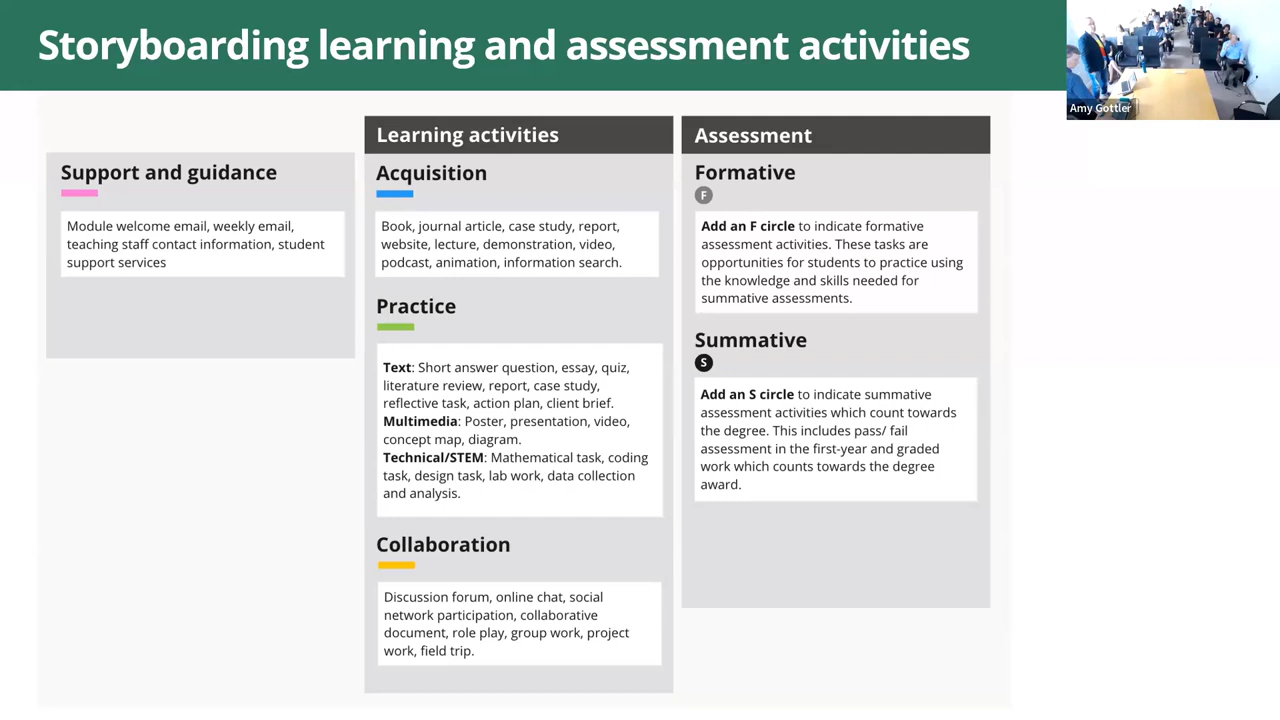 Storyboarding learning and assessment activities
Amy Gottler
Support and guidance
Module welcome email, weekly email,
teaching staff contact information, student
support services
Learning activities
Acquisition
Book, journal article, case study, report,
website, lecture, demonstration, video,
podcast, animation, information search.
Practice
Text: Short answer question, essay, quiz,
literature review, report, case study,
reflective task, action plan, client brief.
Multimedia: Poster, presentation, video,
concept map, diagram.
Technical/STEM: Mathematical task, coding
task, design task, lab work, data collection
and analysis.
Collaboration
Discussion forum, online chat, social
network participation, collaborative
document, role play, group work, project
work, field trip.
Assessment
Formative
F
Add an F circle to indicate formative
assessment activities. These tasks are
opportunities for students to practice using
the knowledge and skills needed for
summative assessments.
Summative
S
Add an S circle to indicate summative
assessment activities which count towards
the degree. This includes pass/ fail
assessment in the first-year and graded
work which counts towards the degree
award.